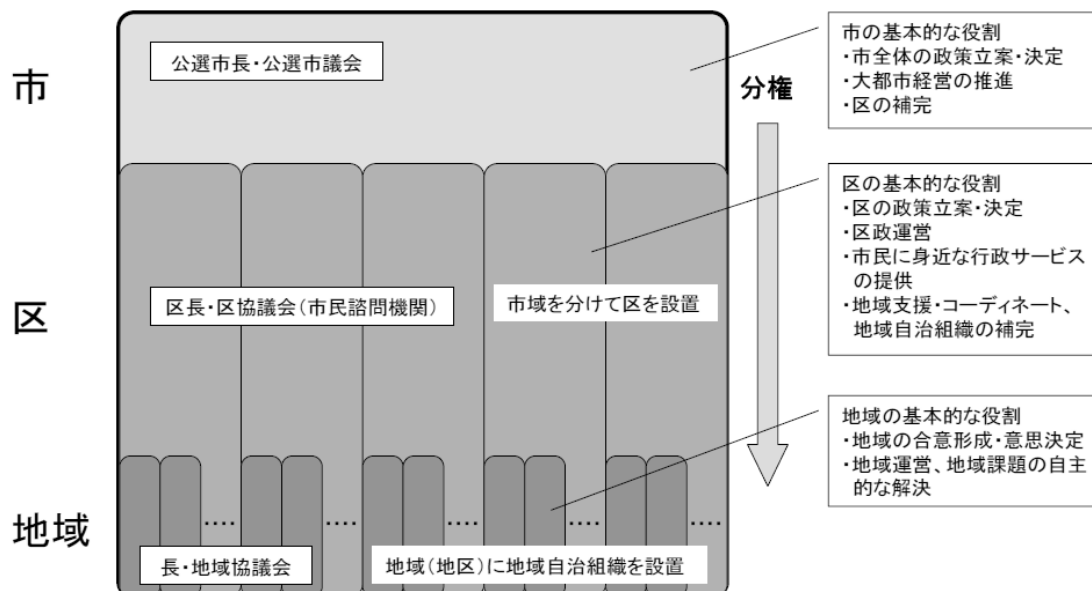 市
公選市長・公選市議会
分権
市の基本的な役割
・市全体の政策立案・決定
・大都市経営の推進
・区の補完
区
区長・区協議会(市民諮問機関)
市域を分けて区を設置
区の基本的な役割
・区の政策立案・決定
・区政運営
・市民に身近な行政サービス
の提供
・地域支援・コーディネート、
地域自治組織の補完
地域
‥‥
‥‥
‥‥
‥‥
‥‥
長・地域協議会
地域(地区)に地域自治組織を設置
地域の基本的な役割
・地域の合意形成・意思決定
・地域運営、地域課題の自主
的な解決